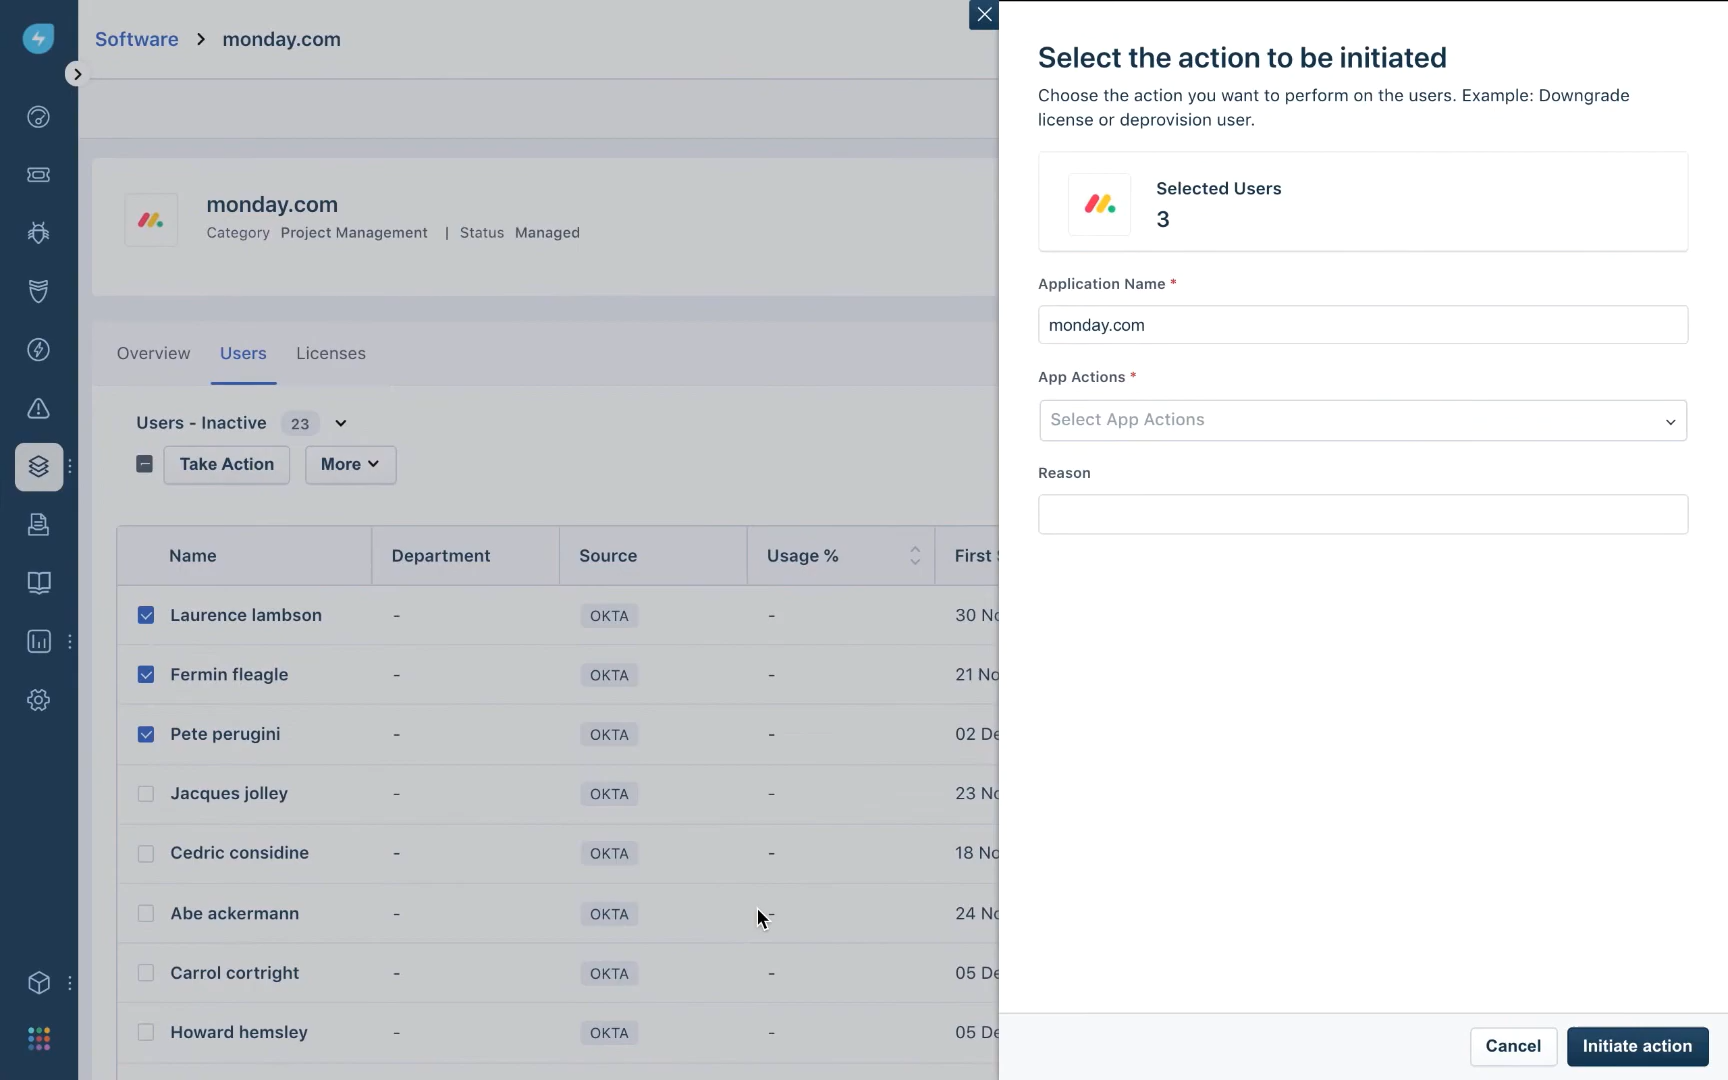 Software > monday.com
monday.com
Category Project Management | Status Managed
Overview Users Licenses
Users - Inactive 23
Take Action More
Name Department Source Usage % First
Laurence lambson - OKTA - 30 No
Fermin fleagle - OKTA - 21 No
Pete perugini - OKTA - 02 De
Jacques jolley - OKTA - 23 No
Cedric considine - OKTA - 18 No
Abe ackermann - OKTA - 24 No
Carrol cortright - OKTA - 05 De
Howard hemsley - OKTA - 05 De
Select the action to be initiated
Choose the action you want to perform on the users. Example: Downgrade
license or deprovision user.
Selected Users
3
Application Name *
monday.com
App Actions *
Select App Actions
Reason
Cancel Initiate action